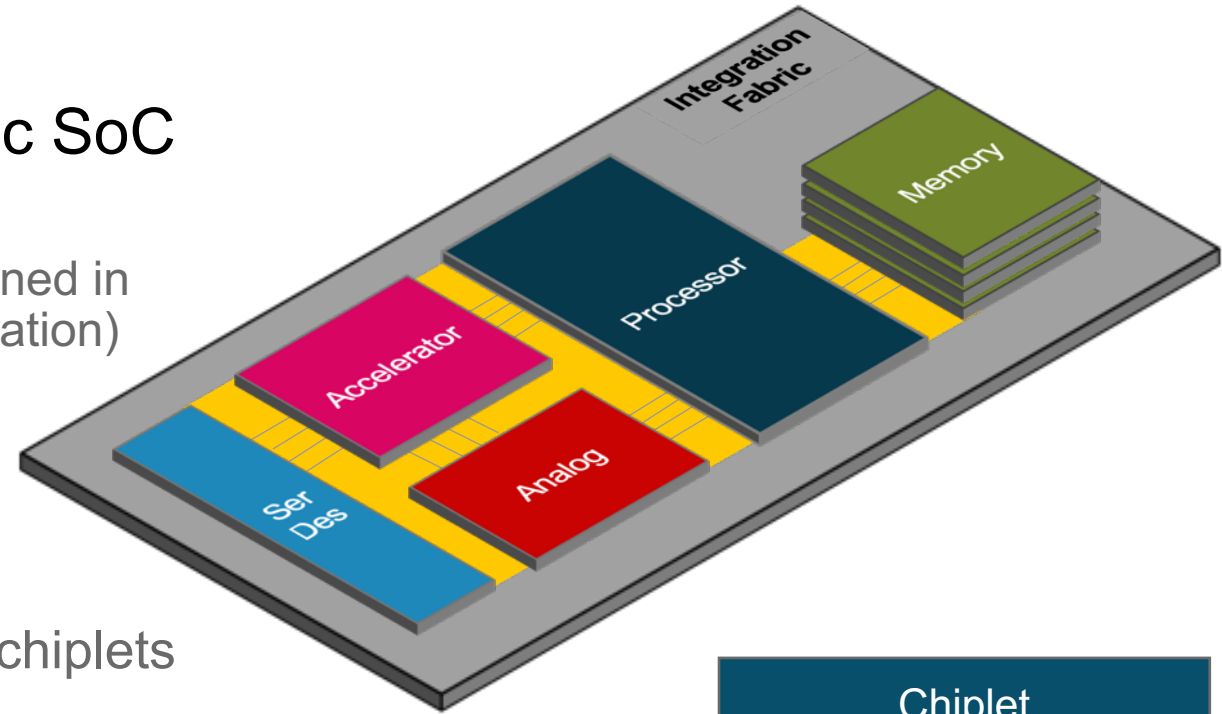 c SoC
ned in
ation)
chiplets
Integration
Fabric
Memory
Processor
Accelerator
Analog
Ser
Des
Chiplet